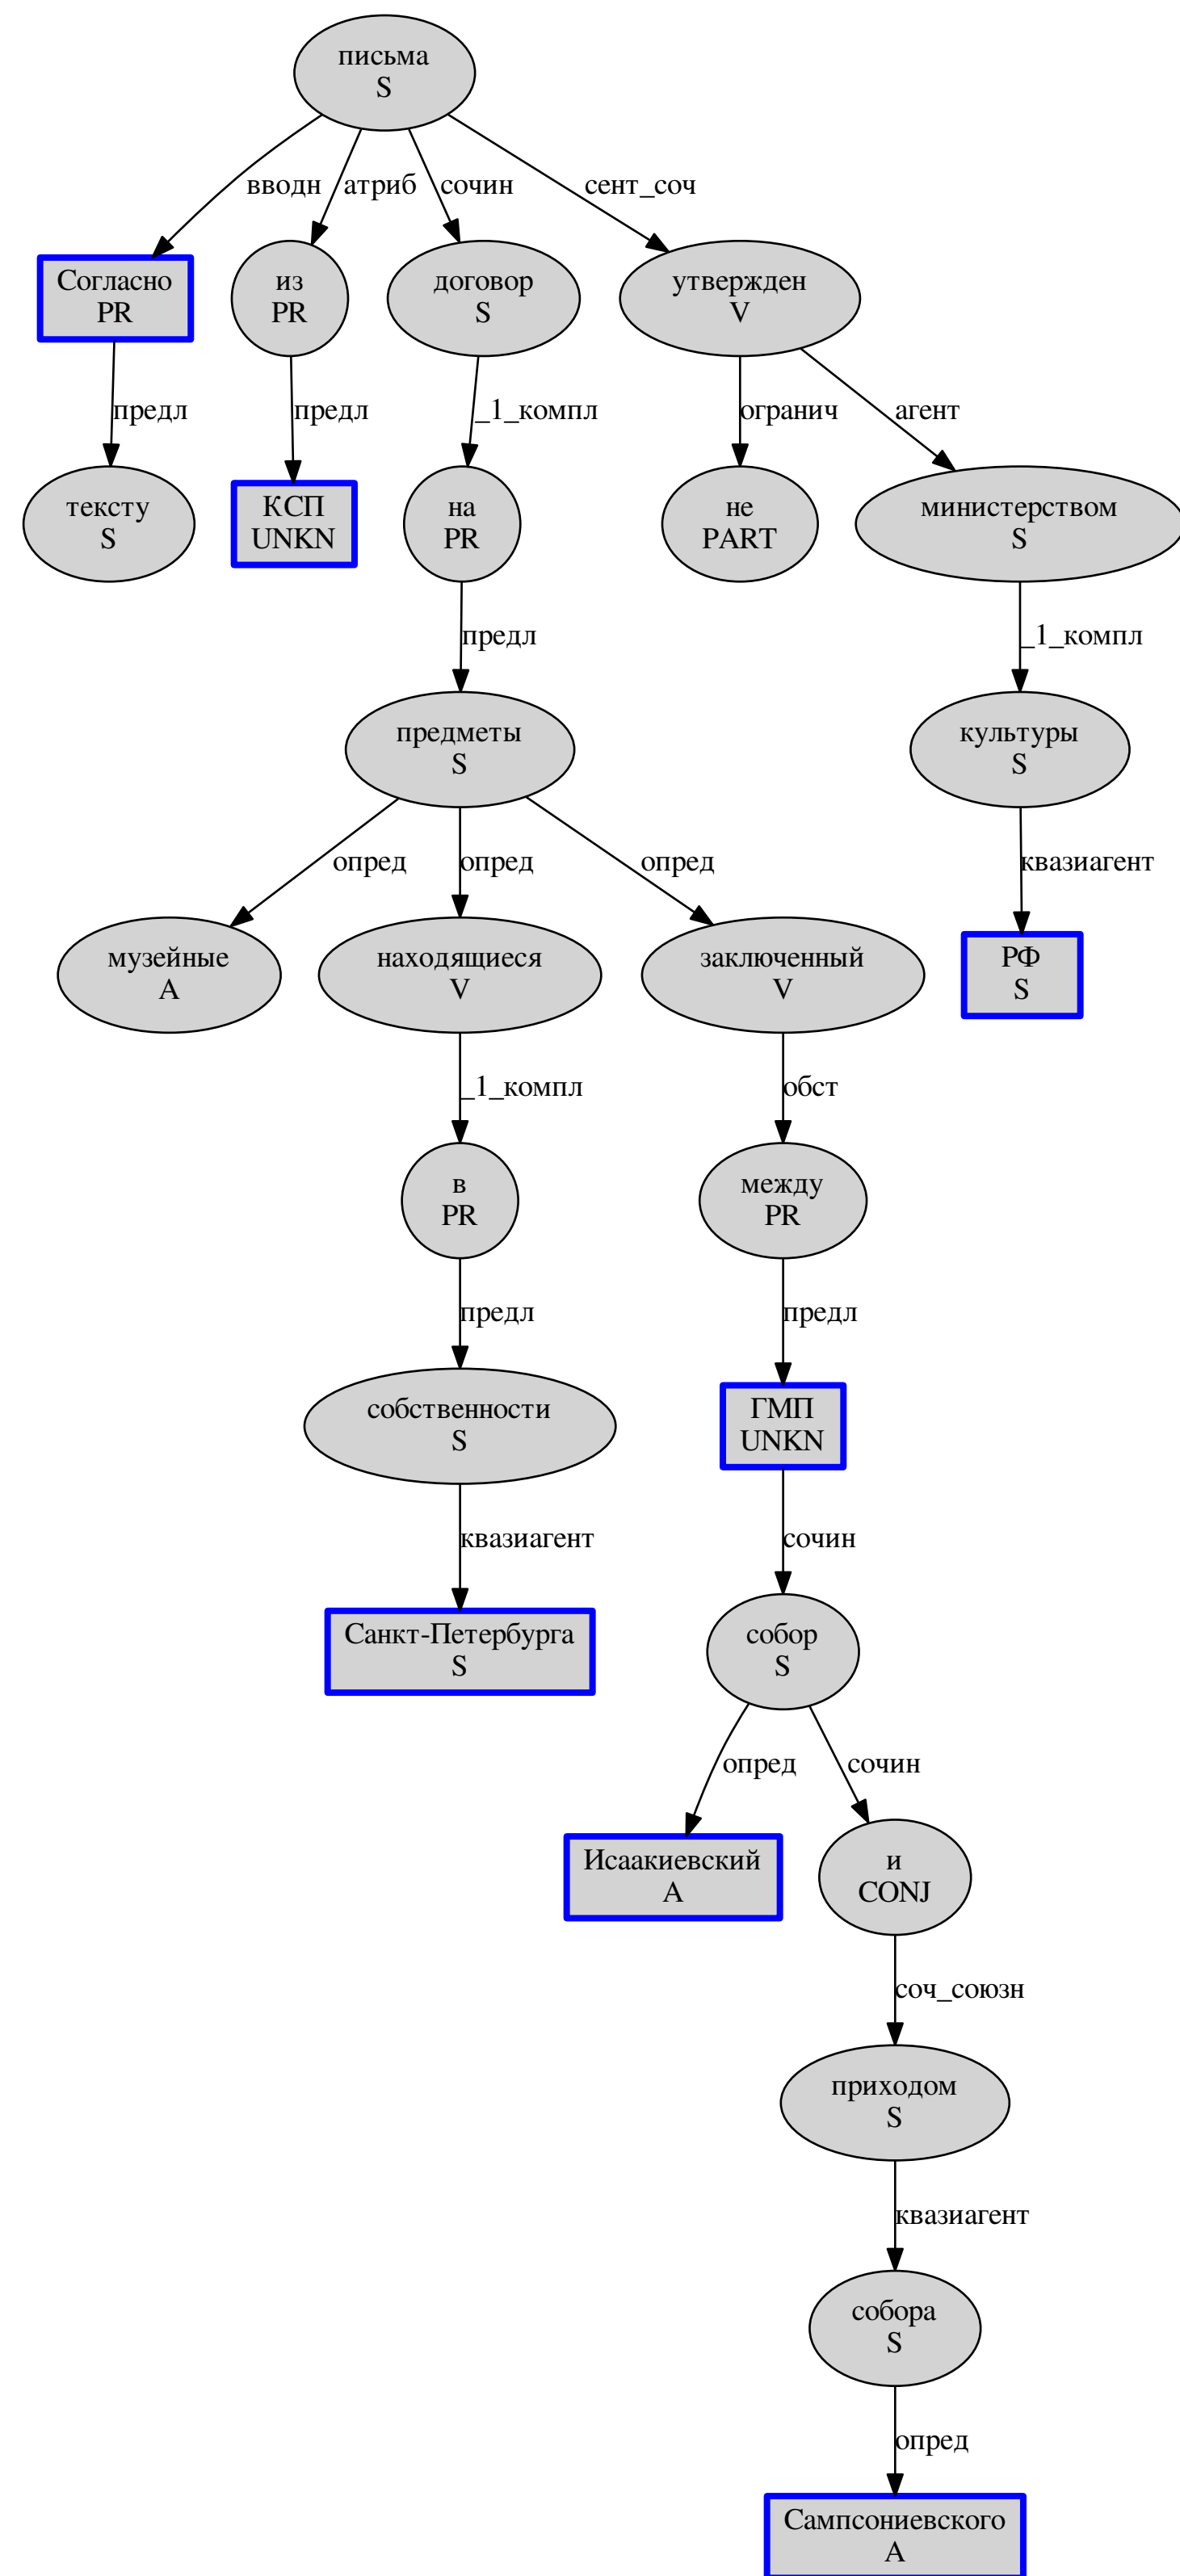 письма
S
вводн
атриб
сочин
сент_соч
Согласно
PR
из
PR
договор
S
утвержден
V
предл
предл
_1_компл
огранич
агент
тексту
S
КСП
UNKN
на
PR
не
PART
министерством
S
предл
_1_компл
предметы
S
культуры
S
опред
опред
опред
квазиагент
музейные
A
находящиеся
V
заключенный
V
РФ
S
_1_компл
обст
в
PR
между
PR
предл
предл
собственности
S
ГМП
UNKN
квазиагент
сочин
Санкт-Петербурга
S
собор
S
опред
сочин
Исаакиевский
A
и
CONJ
соч_союзн
приходом
S
квазиагент
собора
S
опред
Сампсониевского
A